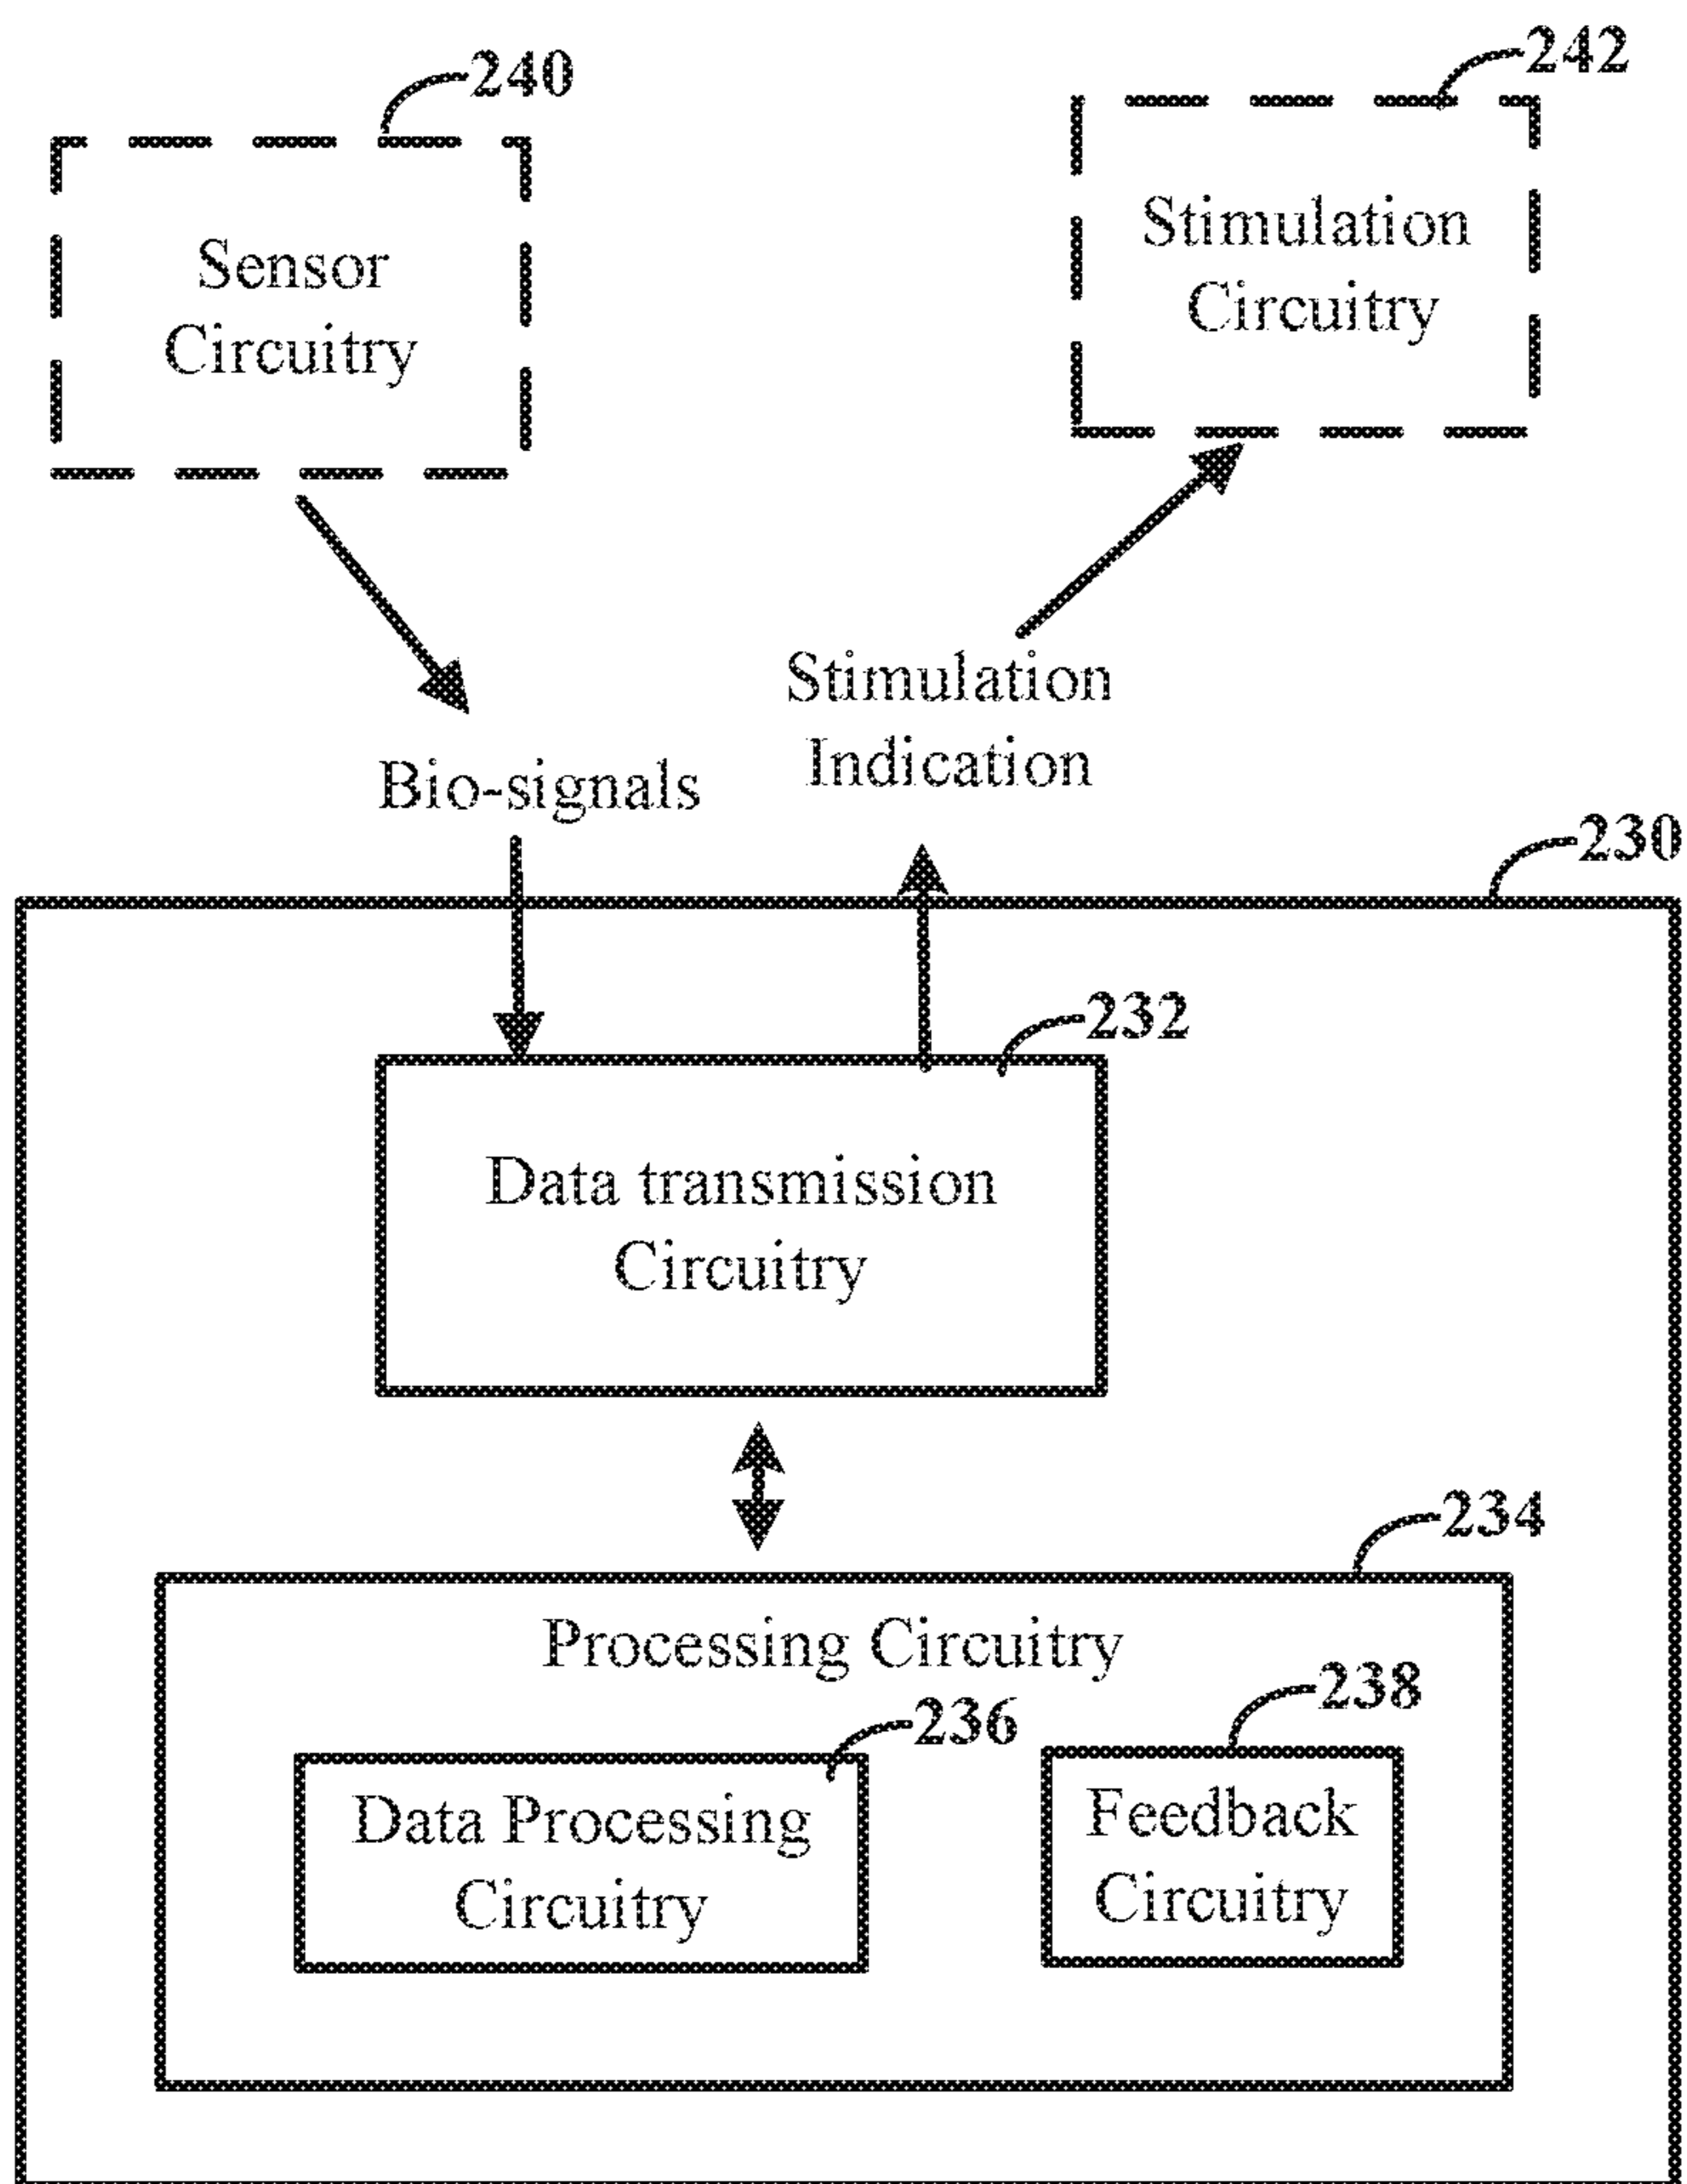 240
242
Sensor
Circuitry
Stimulation
Circuitry
Stimulation
Indication
Bio-signals
230
232
Data transmission
Circuitry
234
Processing Circuitry
236
238
Data Processing
Circuitry
Feedback
Circuitry